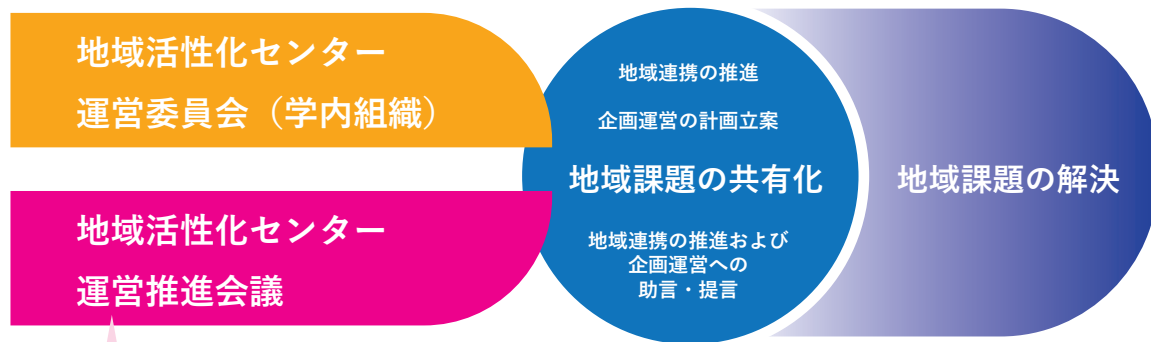 地域活性化センター
運営委員会（学内組織）
地域活性化センター
運営推進会議
地域連携の推進
企画運営の計画立案
地域課題の共有化
地域連携の推進および
企画運営への
助言・提言
地域課題の解決